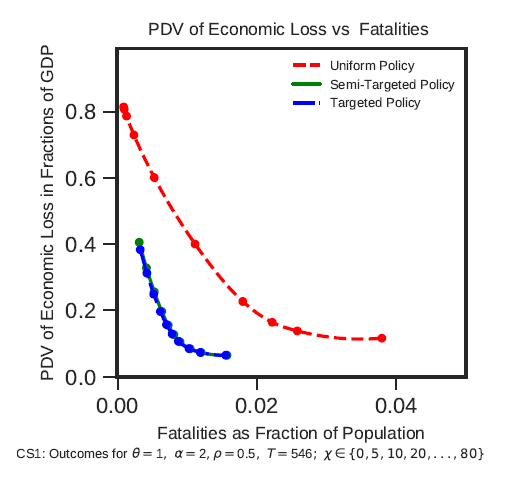 PDV of Economic Loss vs Fatalities
PDV of Economic Loss in Fractions of GDP
Uniform Policy
Semi-Targeted Policy
Targeted Policy
0.8
0.6
0.4
0.2
0.0
0.00 0.02 0.04
Fatalities as Fraction of Population
CS1: Outcomes for θ = 1, α = 2, ρ = 0.5, T = 546; χ ∈ {0, 5, 10, 20, . . . , 80}